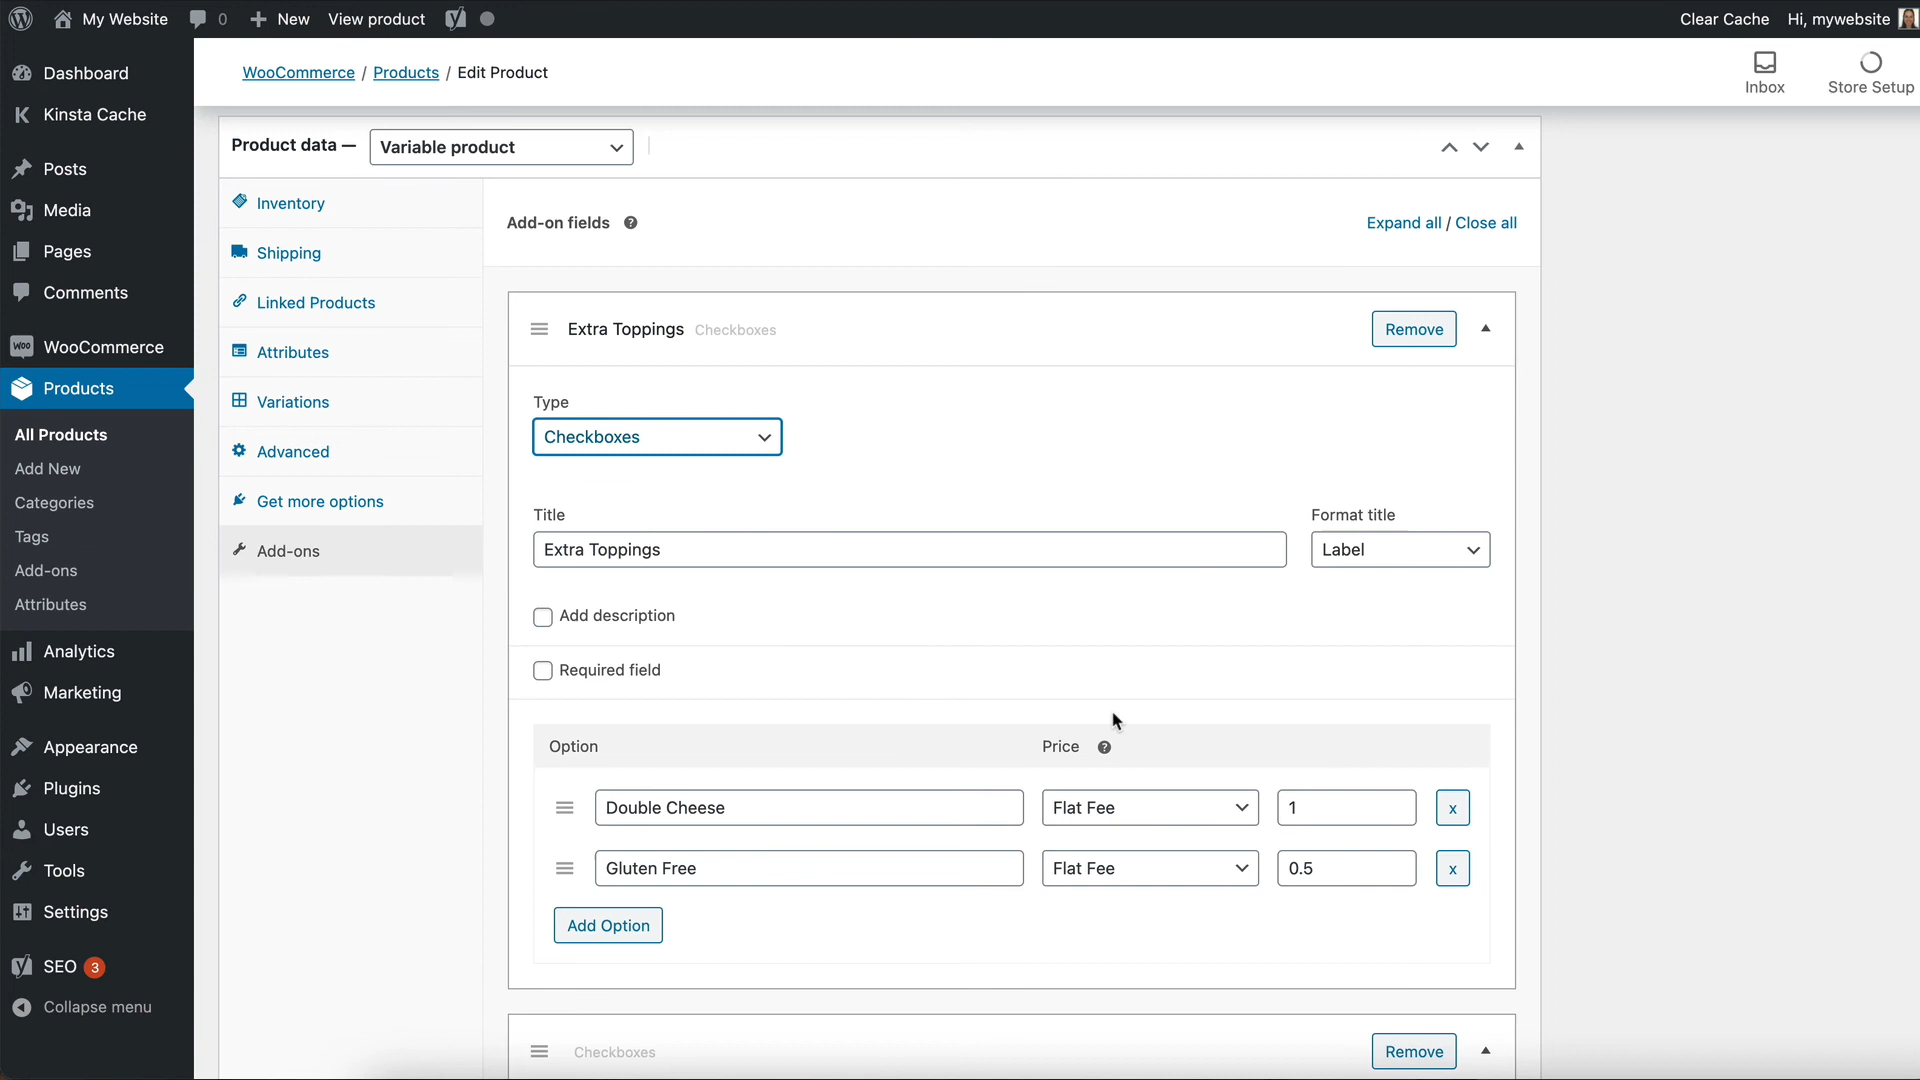 My Website 0 New View product Clear Cache Hi, mywebsite
Dashboard
Kinsta Cache
Posts
Media
Pages
Comments
WooCommerce
Products
All Products
Add New
Categories
Tags
Add-ons
Attributes
Analytics
Marketing
Appearance
Plugins
Users
Tools
Settings
SEO 3
Collapse menu
WooCommerce / Products / Edit Product
Inbox
Store Setup
Product data — Variable product
Inventory
Shipping
Linked Products
Attributes
Variations
Advanced
Get more options
Add-ons
Add-on fields ? Expand all / Close all
Extra Toppings Checkboxes Remove
Type
Checkboxes
Title Format title
Extra Toppings Label
Add description
Required field
Option Price ?
Double Cheese Flat Fee 1 x
Gluten Free Flat Fee 0.5 x
Add Option
Checkboxes Remove